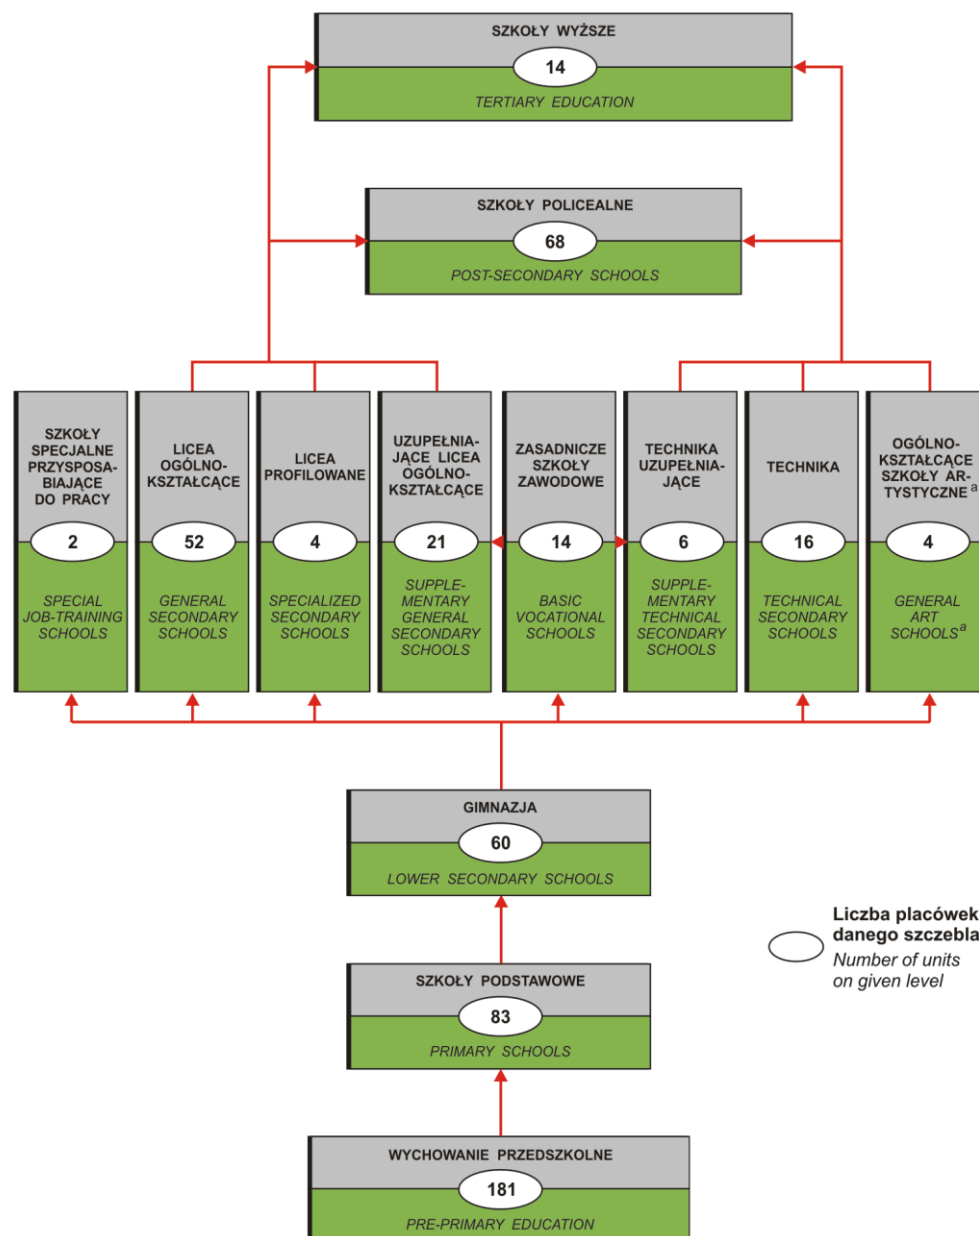 SZKOŁY WYŻSZE
14
TERTIARY EDUCATION
SZKOŁY POLICEALNE
68
POST-SECONDARY SCHOOLS
SZKOŁY
SPECJALNE
PRZYSPOSA-
BIAJĄCE
DO PRACY
2
SPECIAL
JOB-TRAINING
SCHOOLS
LICEA
OGÓLNO-
KSZTAŁCĄCE
52
GENERAL
SECONDARY
SCHOOLS
LICEA
PROFILOWANE
4
SPECIALIZED
SECONDARY
SCHOOLS
UZUPEŁNIA-
JĄCE LICEA
OGÓLNO-
KSZTAŁCĄCE
21
SUPPLE-
MENTARY
GENERAL
SECONDARY
SCHOOLS
ZASADNICZE
SZKOŁY
ZAWODOWE
14
BASIC
VOCATIONAL
SCHOOLS
TECHNIKA
UZUPEŁNIA-
JĄCE
6
SUPPLE-
MENTARY
TECHNICAL
SECONDARY
SCHOOLS
TECHNIKA
16
TECHNICAL
SECONDARY
SCHOOLS
OGÓLNO-
KSZTAŁCĄCE
SZKOŁY AR-
TYSTYCZNE a
4
GENERAL
ART
SCHOOLS a
GIMNAZJA
60
LOWER SECONDARY SCHOOLS
Liczba placówek
danego szczebla
Number of units
on given level
SZKOŁY PODSTAWOWE
83
PRIMARY SCHOOLS
WYCHOWANIE PRZEDSZKOLNE
181
PRE-PRIMARY EDUCATION